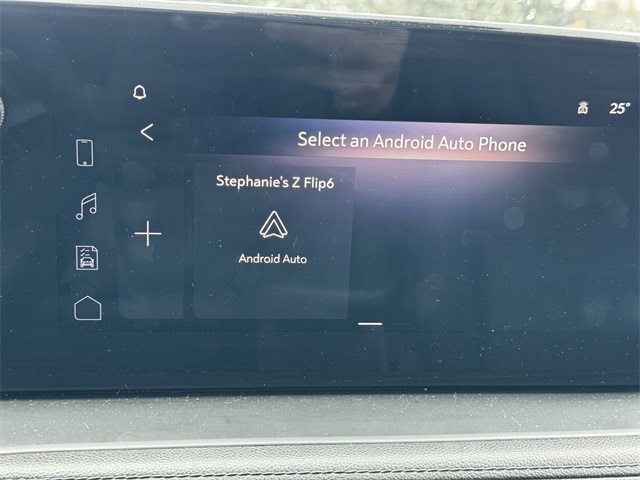 25°
Select an Android Auto Phone
Stephanie's Z Flip6
Android Auto